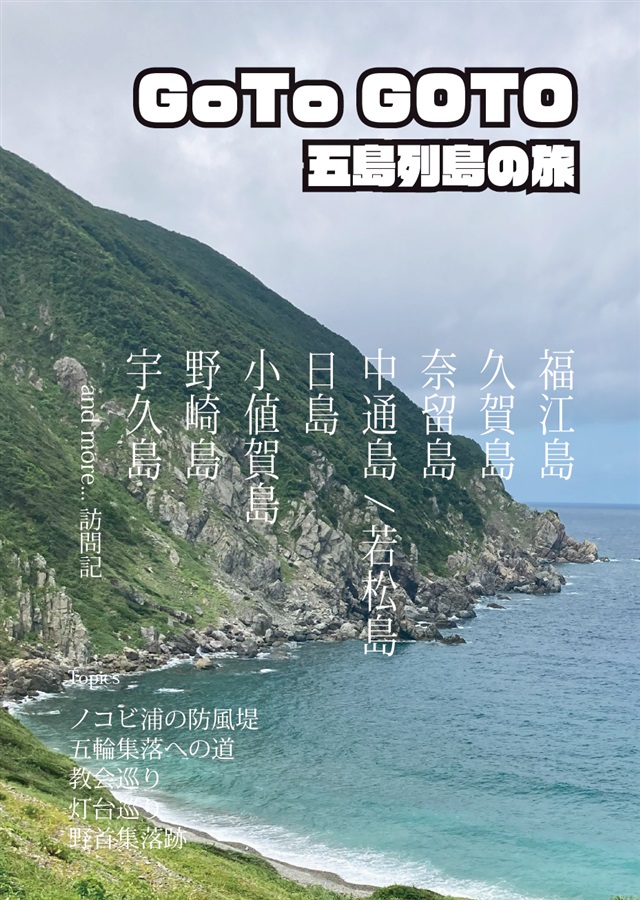 GoTo GOTO
五島列島の旅
福江島
久賀島
奈留島
中通島 / 若松島
日島
小値賀島
野崎島
宇久島
and more... 訪問記
Topics
ノコビ浦の防風堤
五輪集落への道
教会巡り
灯台巡り
野首集落跡